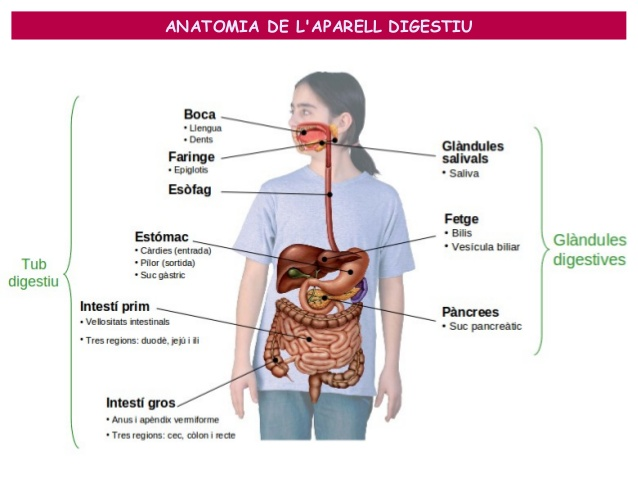 ANATOMIA DE L'APARELL DIGESTIU
Tub
digestiu
Boca
• Llengua
• Dents
Faringe
• Epiglotis
Esòfag
Estómac
• Càrdies (entrada)
• Pílor (sortida)
• Suc gàstric
Intestí prim
• Vellositats intestinals
• Tres regions: duodè, jejú i ili
Intestí gros
• Anus i apèndix vermiforme
• Tres regions: cec, còlon i recte
Glàndules
salivals
• Saliva
Fetge
• Bilis
• Vesícula biliar
Pàncrees
• Suc pancreàtic
Glàndules
digestives